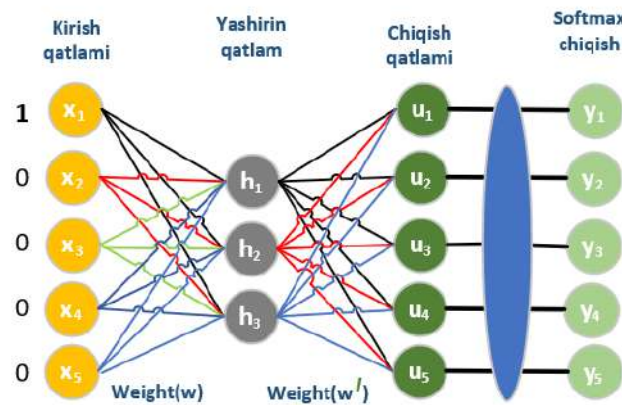 Kirish
qatlami
Yashirin
qatlam
Chiqish
qatlami
Softmax
chiqish
1 x₁ u₁ y₁
0 x₂ h₁ u₂ y₂
0 x₃ h₂ u₃ y₃
0 x₄ h₃ u₄ y₄
0 x₅ u₅ y₅
Weight(w) Weight(w′)